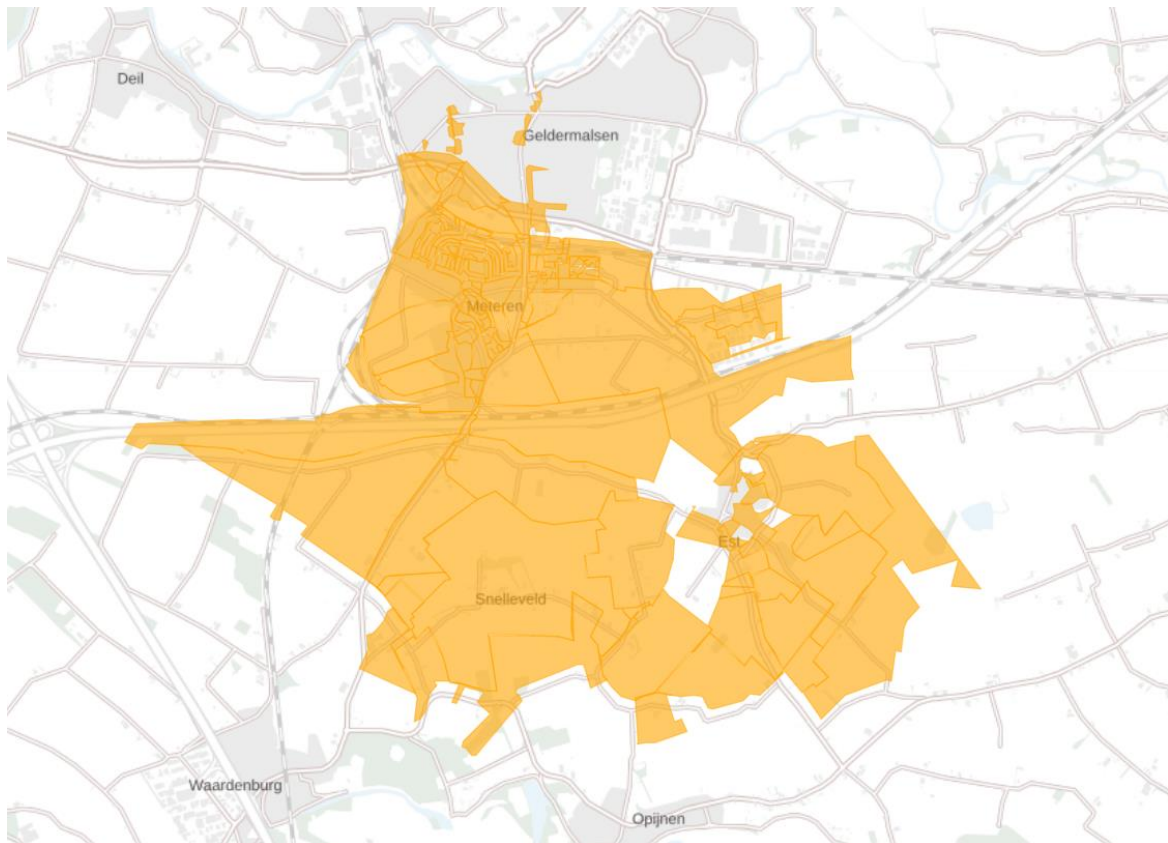 Deil
Geldermalsen
Meteren
Est
Snelleveld
Waardenburg
Opijnen